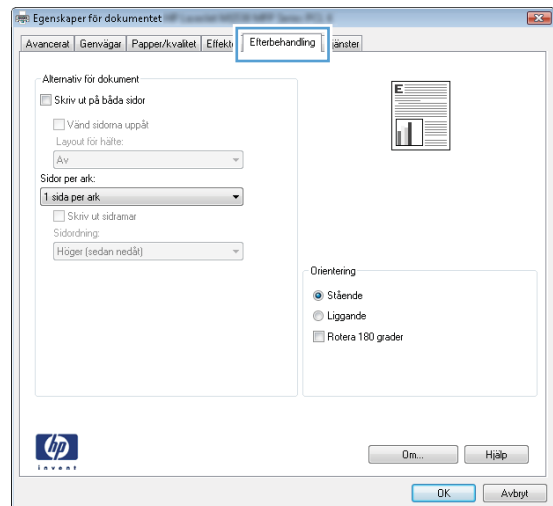 Egenskaper för dokumentet
Avancerat Genvägar Papper/kvalitet Effekt Efterbehandling jänster
Alternativ för dokument
Skriv ut på båda sidor
Vänd sidorna uppåt
Layout för häfte:
Av
Sidor per ark:
1 sida per ark
Skriv ut sidramar
Sidordning:
Höger (sedan nedåt)
E
Orientering
Stående
Liggande
Rotera 180 grader
hp
invent
Om... Hjälp
OK Avbryt